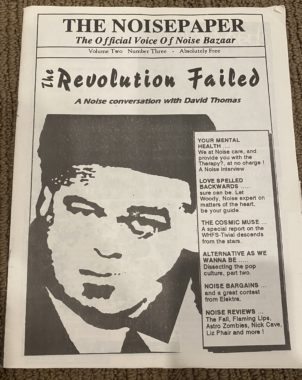 THE NOISEPAPER
The Official Voice Of Noise Bazaar
Volume Two Number Three - Absolutely Free
The Revolution Failed
A Noise conversation with David Thomas
YOUR MENTAL
HEALTH ...
We at Noise care, and
provide you with the
Therapy?, at no charge !
A Noise Interview
LOVE SPELLED
BACKWARDS .....
sure can be. Let
Woody, Noise expert on
matters of the heart,
be your guide.
THE COSMIC MUSE ...
A special report on the
WHFS-Tivial descends
from the stars.
ALTERNATIVE AS WE
WANNA BE .....
Dissecting the pop
culture, part two.
NOISE BARGAINS ...
and a great contest
from Elektra.
NOISE REVIEWS ...
The Fall, Flaming Lips,
Astro Zombies, Nick Cave,
Liz Phair and more !